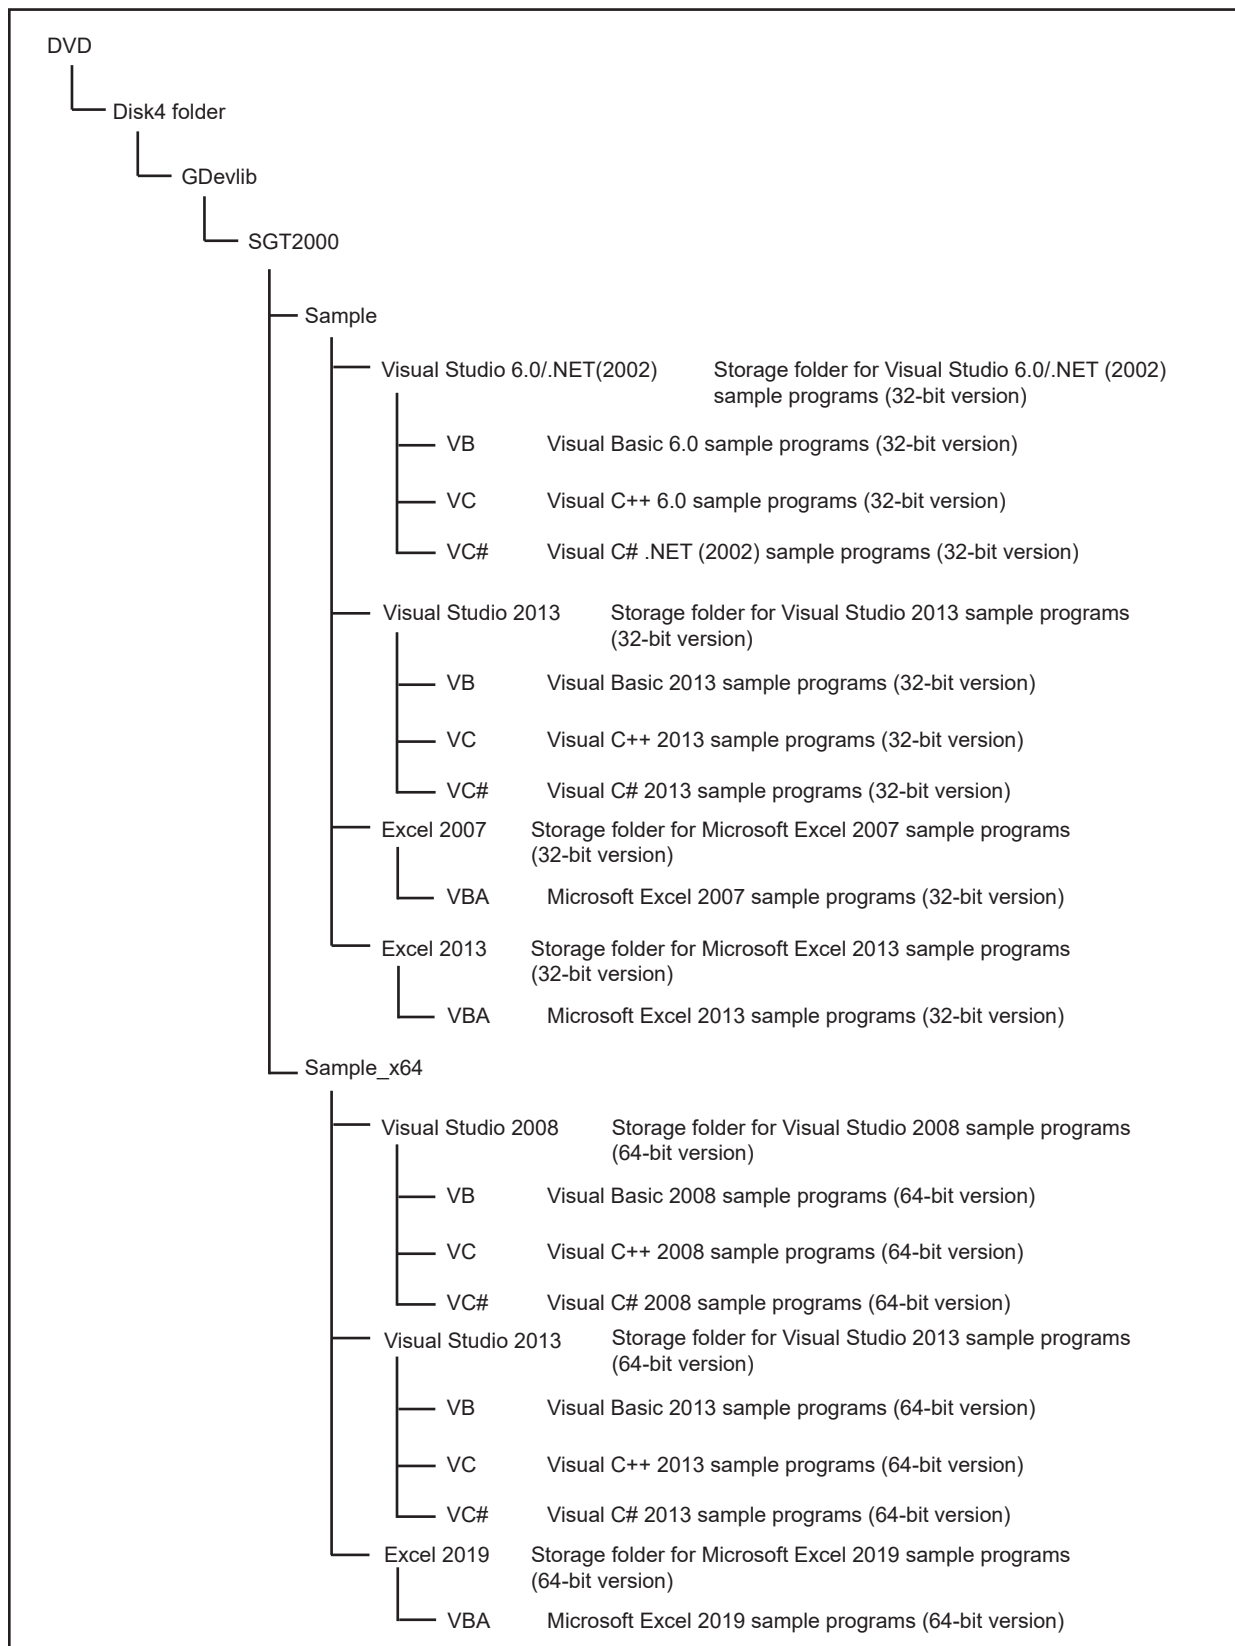 DVD
Disk4 folder
GDevlib
SGT2000
Sample
Visual Studio 6.0/.NET(2002) Storage folder for Visual Studio 6.0/.NET (2002)
sample programs (32-bit version)
VB Visual Basic 6.0 sample programs (32-bit version)
VC Visual C++ 6.0 sample programs (32-bit version)
VC# Visual C# .NET (2002) sample programs (32-bit version)
Visual Studio 2013 Storage folder for Visual Studio 2013 sample programs
(32-bit version)
VB Visual Basic 2013 sample programs (32-bit version)
VC Visual C++ 2013 sample programs (32-bit version)
VC# Visual C# 2013 sample programs (32-bit version)
Excel 2007 Storage folder for Microsoft Excel 2007 sample programs
(32-bit version)
VBA Microsoft Excel 2007 sample programs (32-bit version)
Excel 2013 Storage folder for Microsoft Excel 2013 sample programs
(32-bit version)
VBA Microsoft Excel 2013 sample programs (32-bit version)
Sample_x64
Visual Studio 2008 Storage folder for Visual Studio 2008 sample programs
(64-bit version)
VB Visual Basic 2008 sample programs (64-bit version)
VC Visual C++ 2008 sample programs (64-bit version)
VC# Visual C# 2008 sample programs (64-bit version)
Visual Studio 2013 Storage folder for Visual Studio 2013 sample programs
(64-bit version)
VB Visual Basic 2013 sample programs (64-bit version)
VC Visual C++ 2013 sample programs (64-bit version)
VC# Visual C# 2013 sample programs (64-bit version)
Excel 2019 Storage folder for Microsoft Excel 2019 sample programs
(64-bit version)
VBA Microsoft Excel 2019 sample programs (64-bit version)